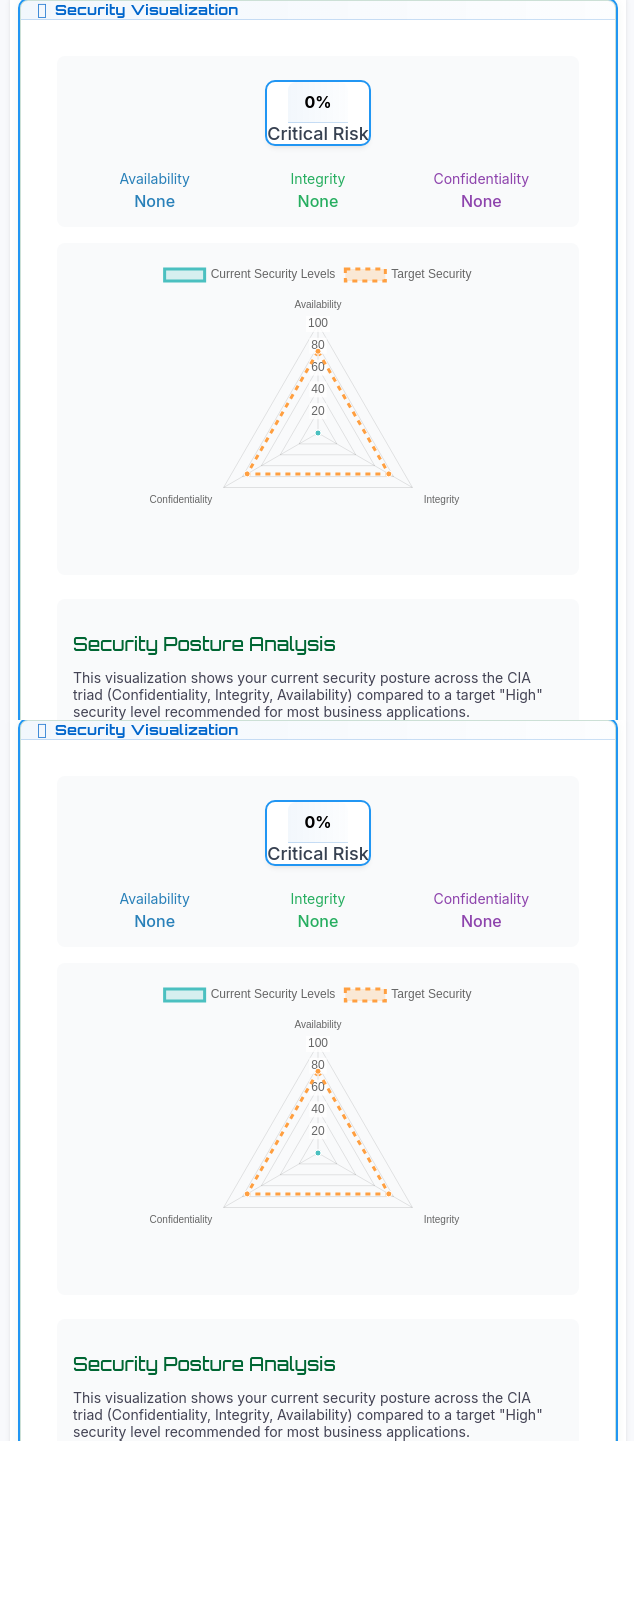 Security Visualization
0%
Critical Risk
Availability Integrity Confidentiality
None None None
Current Security Levels Target Security
Availability
100
80
60
40
20
Confidentiality Integrity
Security Posture Analysis
This visualization shows your current security posture across the CIA
triad (Confidentiality, Integrity, Availability) compared to a target "High"
security level recommended for most business applications.
Security Visualization
0%
Critical Risk
Availability Integrity Confidentiality
None None None
Current Security Levels Target Security
Availability
100
80
60
40
20
Confidentiality Integrity
Security Posture Analysis
This visualization shows your current security posture across the CIA
triad (Confidentiality, Integrity, Availability) compared to a target "High"
security level recommended for most business applications.